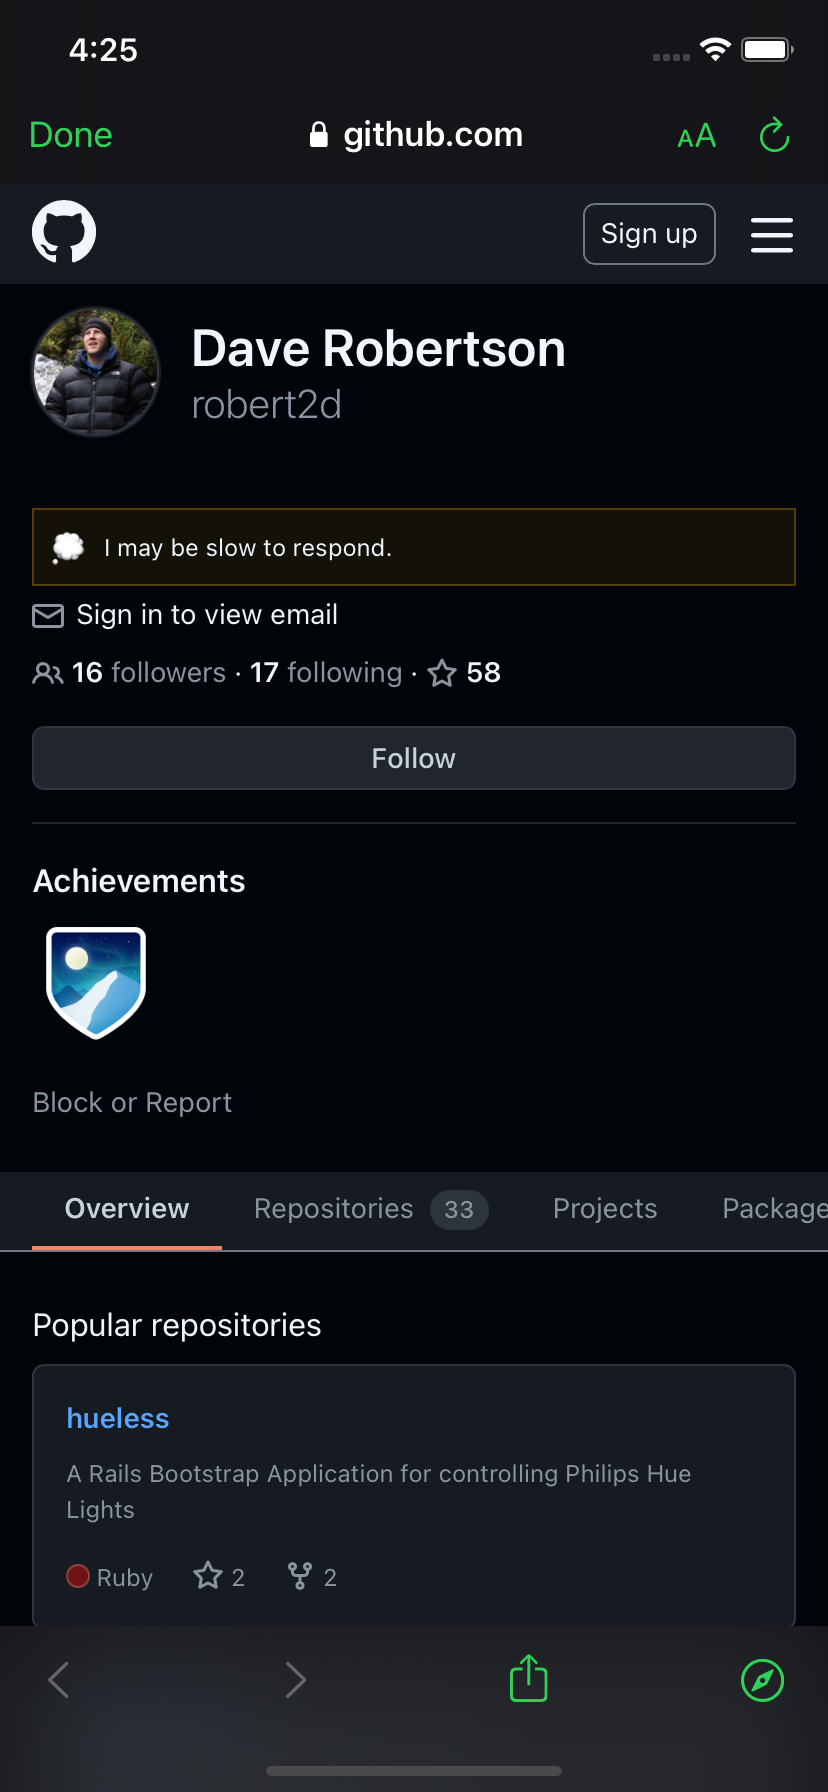 4:25
Done
github.com
AA
Sign up
Dave Robertson
robert2d
I may be slow to respond.
Sign in to view email
16 followers · 17 following · 58
Follow
Achievements
Block or Report
Overview Repositories 33 Projects Package
Popular repositories
hueless
A Rails Bootstrap Application for controlling Philips Hue
Lights
Ruby 2 2